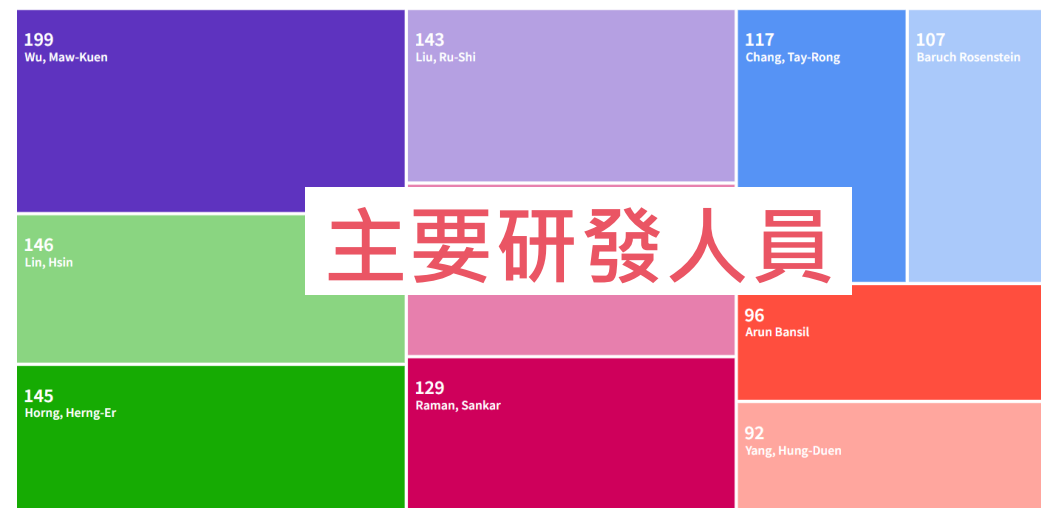 199
Wu, Maw-Kuen
146
Lin, Hsin
145
Horng, Herng-Er
143
Liu, Ru-Shi
主要研發人員
129
Raman, Sankar
117
Chang, Tay-Rong
107
Baruch Rosenstein
96
Arun Bansil
92
Yang, Hung-Duen